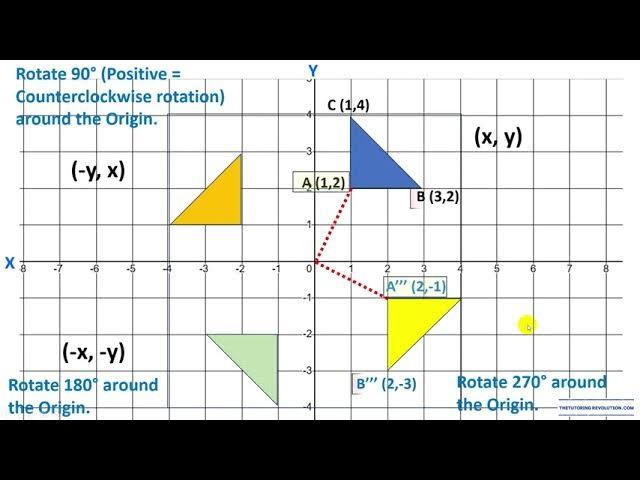 Rotate 90° (Positive =
Counterclockwise rotation)
around the Origin.
Y
C (1,4)
(x, y)
(-y, x)
A (1,2)
B (3,2)
4
3
2
1
X
-8 -7 -6 -5 -4 -3 -2 -1 0 1 2 3 4 5 6 7 8
A’’’ (2,-1)
-1
-2
-3
-4
(-x, -y)
B’’’ (2,-3)
Rotate 180° around
the Origin.
Rotate 270° around
the Origin.
THETUTORINGREVOLUTION.COM